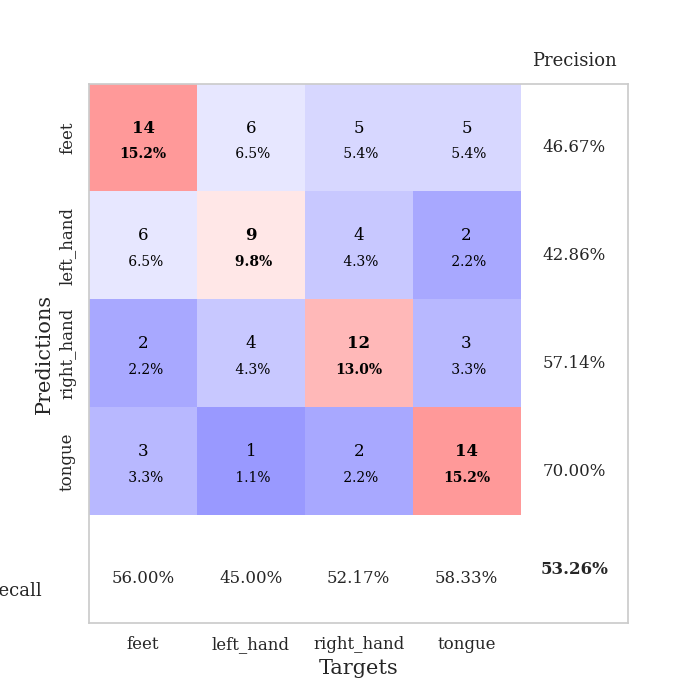 Precision
feet
14 6 5 5
15.2% 6.5% 5.4% 5.4%
46.67%
left_hand
6 9 4 2
6.5% 9.8% 4.3% 2.2%
42.86%
Predictions
right_hand
2 4 12 3
2.2% 4.3% 13.0% 3.3%
57.14%
tongue
3 1 2 14
3.3% 1.1% 2.2% 15.2%
70.00%
ecall
56.00% 45.00% 52.17% 58.33% 53.26%
feet left_hand right_hand tongue
Targets